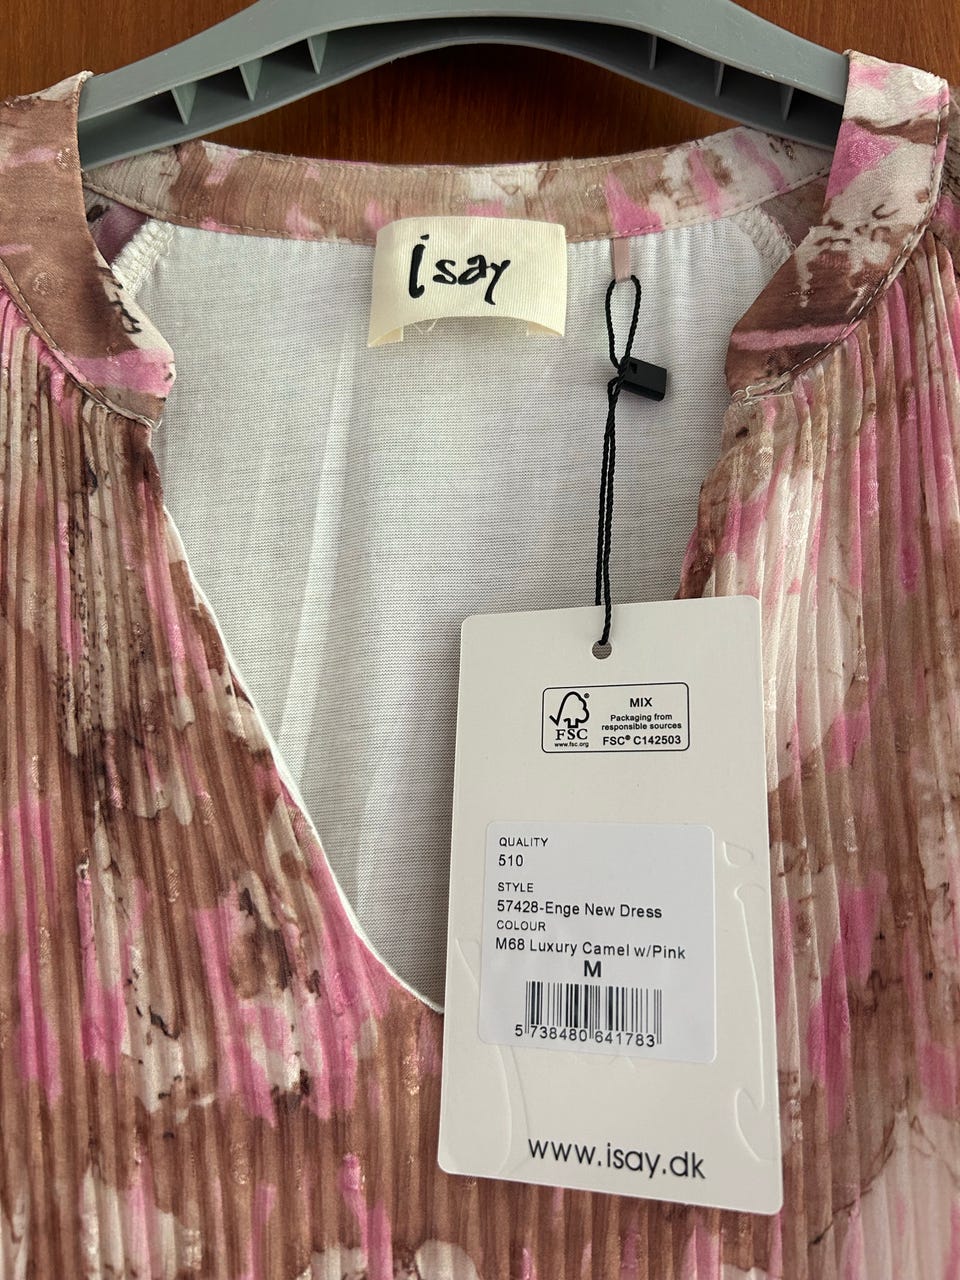 isay
MIX
Packaging from
responsible sources
FSC® C142503
FSC
www.fsc.org
QUALITY
510
STYLE
57428-Enge New Dress
COLOUR
M68 Luxury Camel w/Pink
M
5 738480 641783
www.isay.dk